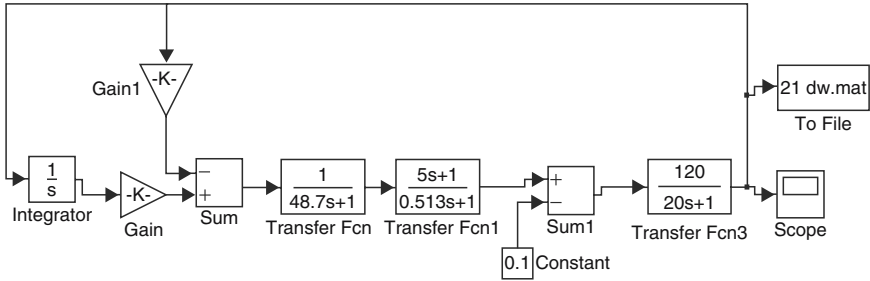 -K-
Gain1
21 dw.mat
To File
1
s
Integrator
-K-
Gain
−
+
Sum
1
48.7s+1
Transfer Fcn
5s+1
0.513s+1
Transfer Fcn1
+
−
Sum1
0.1
Constant
120
20s+1
Transfer Fcn3
Scope